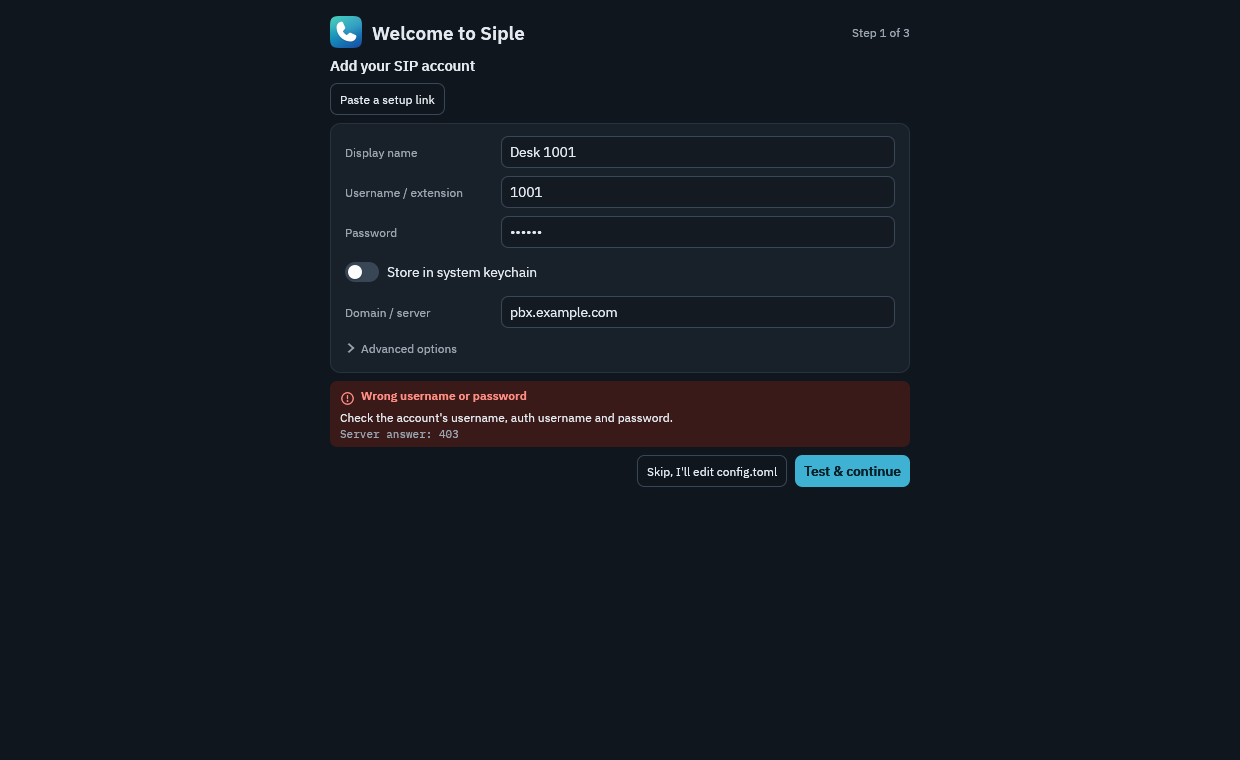 Welcome to Siple
Step 1 of 3
Add your SIP account
Paste a setup link
Display name
Desk 1001
Username / extension
1001
Password
••••••
Store in system keychain
Domain / server
pbx.example.com
Advanced options
Wrong username or password
Check the account's username, auth username and password.
Server answer: 403
Skip, I'll edit config.toml
Test & continue